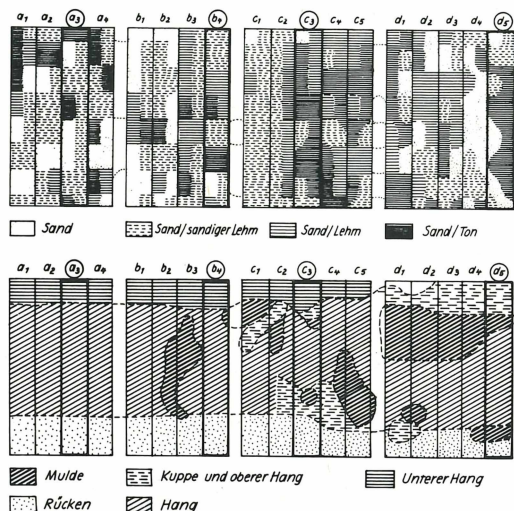 a1 a2 a3 a4 b1 b2 b3 b4 c1 c2 c3 c4 c5 d1 d2 d3 d4 d5
Sand Sand/sandiger Lehm Sand/Lehm Sand/Ton
a1 a2 a3 a4 b1 b2 b3 b4 c1 c2 c3 c4 c5 d1 d2 d3 d4 d5
Mulde Kuppe und oberer Hang Unterer Hang
Rücken Hang